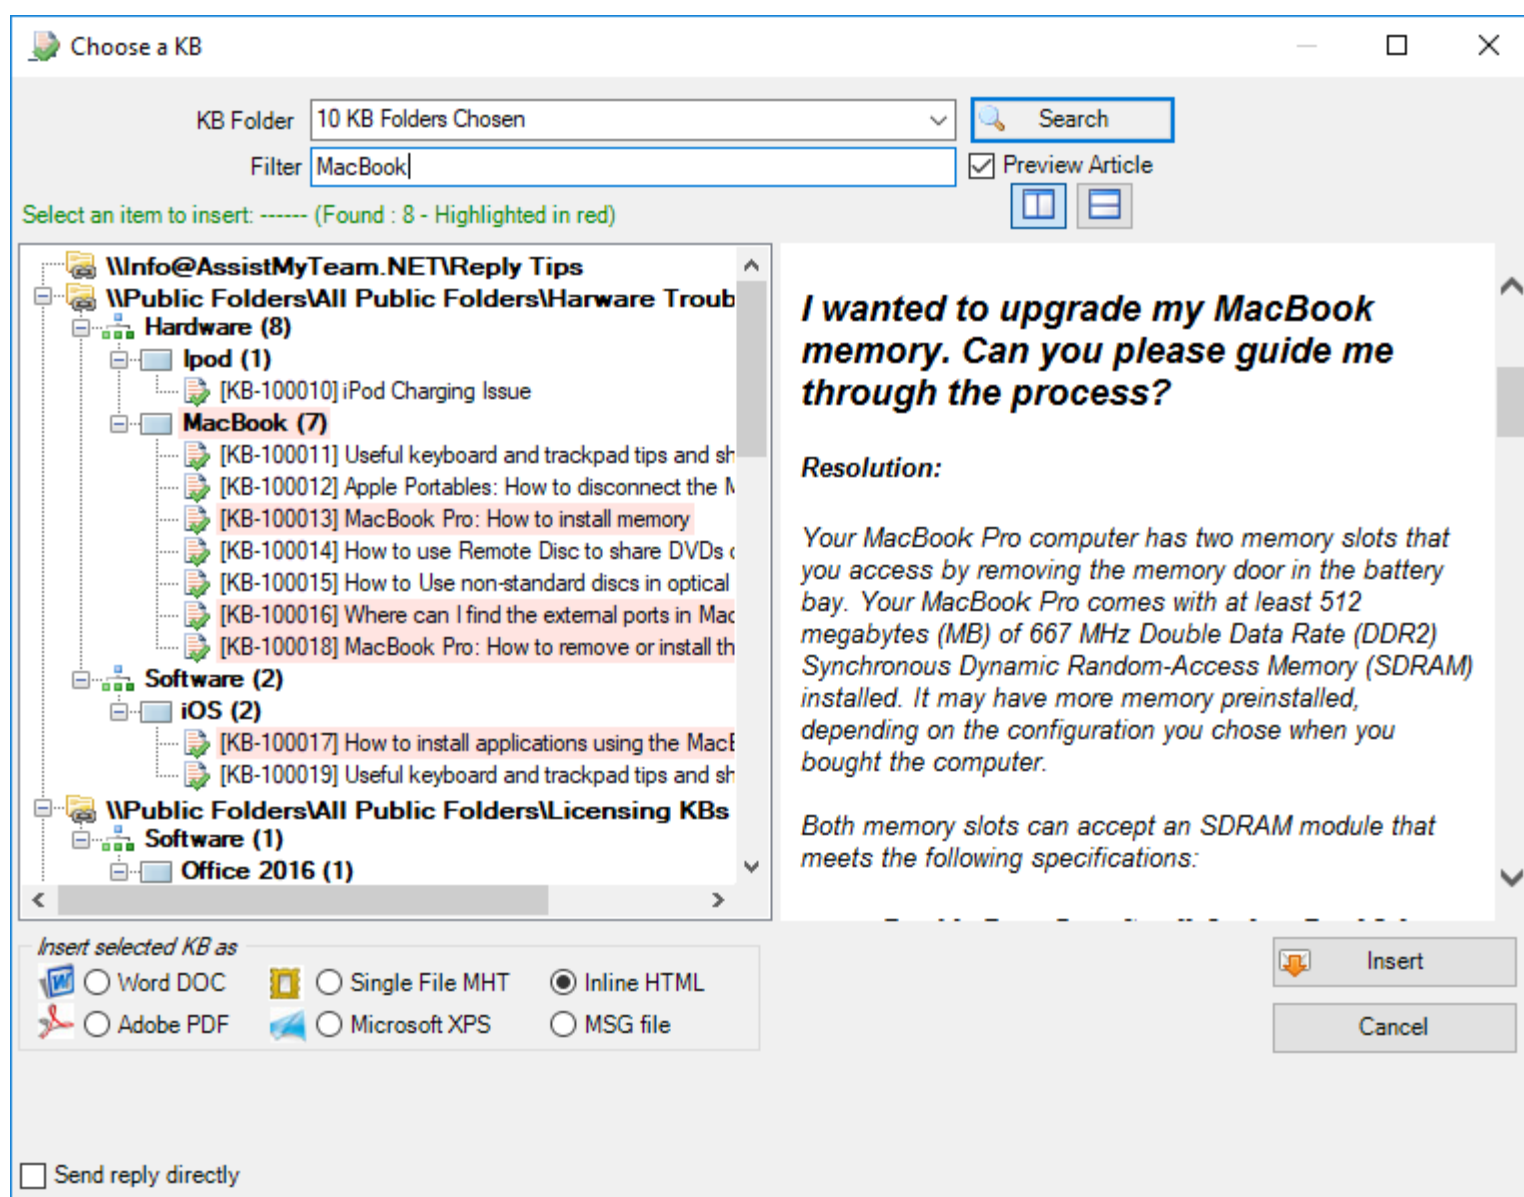 Choose a KB
KB Folder 10 KB Folders Chosen Search
Filter MacBook Preview Article
Select an item to insert: ------ (Found : 8 - Highlighted in red)
\\Info@AssistMyTeam.NET\Reply Tips
\\Public Folders\All Public Folders\Harware Troub
Hardware (8)
Ipod (1)
[KB-100010] iPod Charging Issue
MacBook (7)
[KB-100011] Useful keyboard and trackpad tips and sh
[KB-100012] Apple Portables: How to disconnect the M
[KB-100013] MacBook Pro: How to install memory
[KB-100014] How to use Remote Disc to share DVDs
[KB-100015] How to Use non-standard discs in optical
[KB-100016] Where can I find the external ports in Mac
[KB-100018] MacBook Pro: How to remove or install th
Software (2)
iOS (2)
[KB-100017] How to install applications using the MacB
[KB-100019] Useful keyboard and trackpad tips and sh
\\Public Folders\All Public Folders\Licensing KBs
Software (1)
Office 2016 (1)
I wanted to upgrade my MacBook
memory. Can you please guide me
through the process?
Resolution:
Your MacBook Pro computer has two memory slots that
you access by removing the memory door in the battery
bay. Your MacBook Pro comes with at least 512
megabytes (MB) of 667 MHz Double Data Rate (DDR2)
Synchronous Dynamic Random-Access Memory (SDRAM)
installed. It may have more memory preinstalled,
depending on the configuration you chose when you
bought the computer.
Both memory slots can accept an SDRAM module that
meets the following specifications:
Insert selected KB as
Word DOC Single File MHT Inline HTML
Adobe PDF Microsoft XPS MSG file
Insert
Cancel
Send reply directly